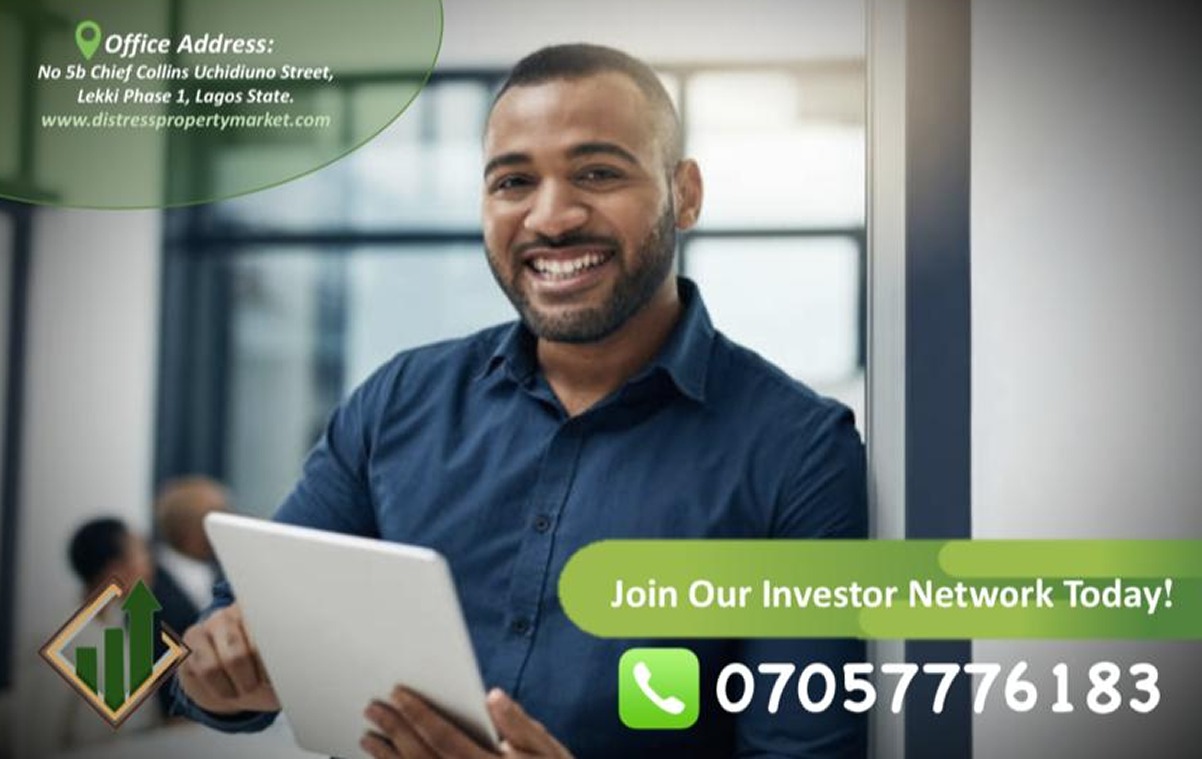 Office Address:
No 5b Chief Collins Uchidiuno Street,
Lekki Phase 1, Lagos State.
www.distresspropertymarket.com
Join Our Investor Network Today!
07057776183